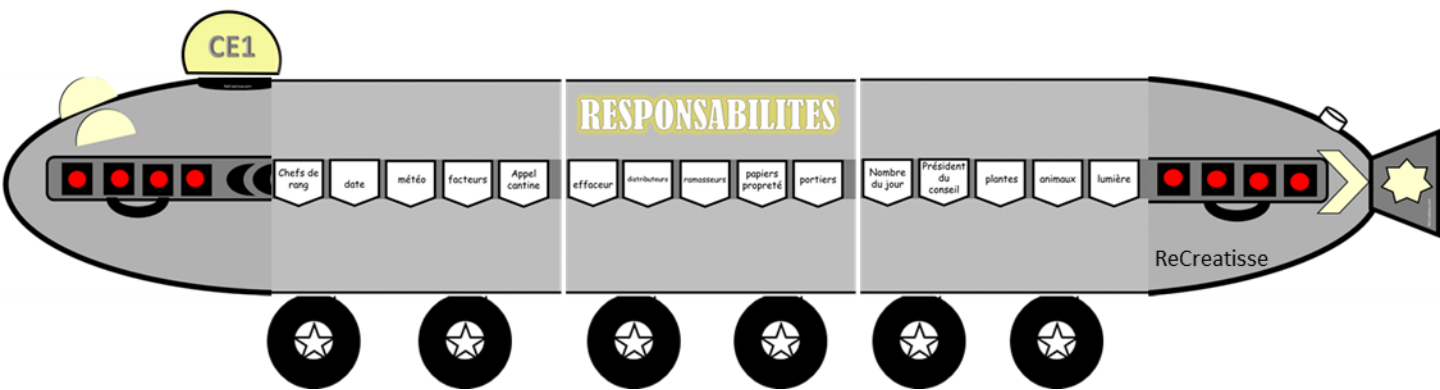 CE1
RESPONSABILITES
Chefs de
rang
date
météo
facteurs
Appel
cantine
effaceur
distributeurs
ramasseurs
papiers
propreté
portiers
Nombre
du jour
Président
du
conseil
plantes
animaux
lumière
ReCreatisse